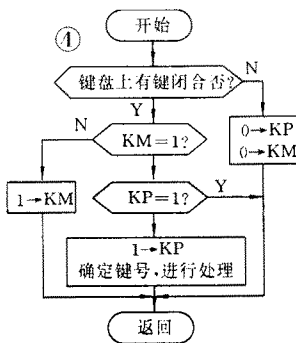 ①
开始
键盘上有键闭合否?
N
Y
N
KM=1?
0→KP
0→KM
1→KM
KP=1?
Y
1→KP
确定键号,进行处理
返回